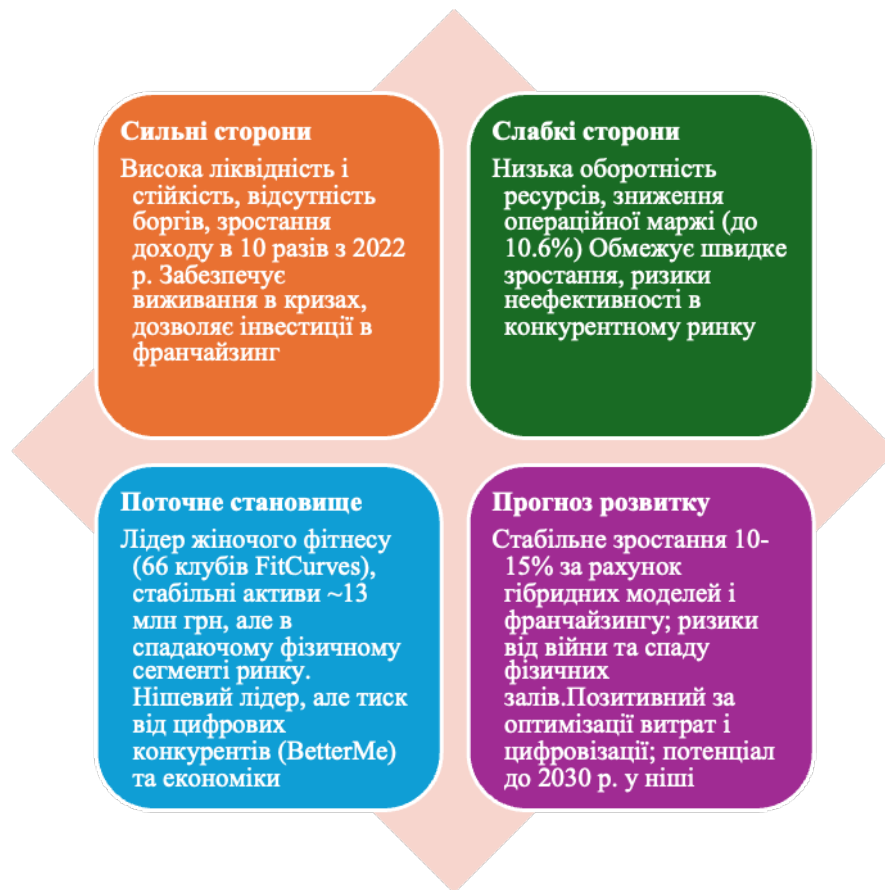 Сильні сторони
Висока ліквідність і
стійкість, відсутність
боргів, зростання
доходу в 10 разів з 2022
р. Забезпечує
виживання в кризах,
дозволяє інвестиції в
франчайзинг
Слабкі сторони
Низька оборотність
ресурсів, зниження
операційної маржі (до
10.6%) Обмежує швидке
зростання, ризики
неефективності в
конкурентному ринку
Поточне становище
Лідер жіночого фітнесу
(66 клубів FitCurves),
стабільні активи ~13
млн грн, але в
спадаючому фізичному
сегменті ринку.
Нішевий лідер, але тиск
від цифрових
конкурентів (BetterMe)
та економіки
Прогноз розвитку
Стабільне зростання 10-
15% за рахунок
гібридних моделей і
франчайзингу; ризики
від війни та спаду
фізичних
залів.Позитивний за
оптимізації витрат і
цифровізації; потенціал
до 2030 р. у ніші